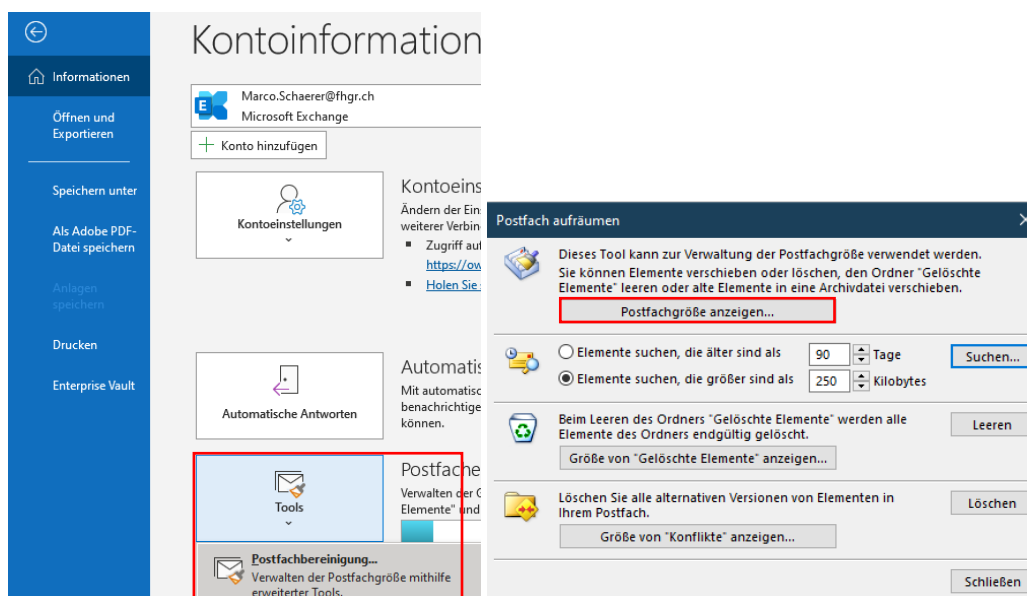 Kontoinformation
Informationen
Öffnen und
Exportieren
Speichern unter
Als Adobe PDF-
Datei speichern
Anlagen
speichern
Drucken
Enterprise Vault
Marco.Schaerer@fhgr.ch
Microsoft Exchange
Konto hinzufügen
Kontoeinstellungen
Kontoeins
Ändern der Ein
weiterer Verbin
Zugriff auf
https://ow
Holen Sie
Automatische Antworten
Automatis
Mit automatisc
benachrichtige
können.
Tools
Postfache
Verwalten der G
Elemente" und
Postfachbereinigung...
Verwalten der Postfachgröße mithilfe
erweiterter Tools.
Postfach aufräumen
Dieses Tool kann zur Verwaltung der Postfachgröße verwendet werden.
Sie können Elemente verschieben oder löschen, den Ordner "Gelöschte
Elemente" leeren oder alte Elemente in eine Archivdatei verschieben.
Postfachgröße anzeigen...
Elemente suchen, die älter sind als 90 Tage
Suchen...
Elemente suchen, die größer sind als 250 Kilobytes
Beim Leeren des Ordners "Gelöschte Elemente" werden alle
Elemente des Ordners endgültig gelöscht.
Leeren
Größe von "Gelöschte Elemente" anzeigen...
Löschen Sie alle alternativen Versionen von Elementen in
Ihrem Postfach.
Löschen
Größe von "Konflikte" anzeigen...
Schließen